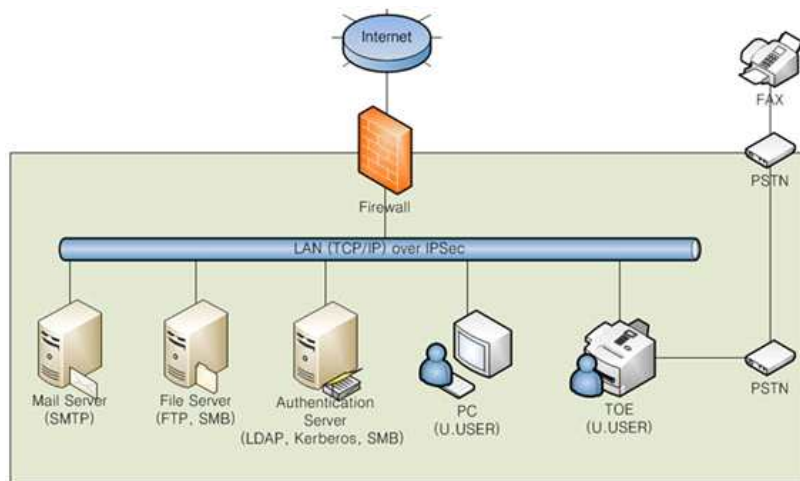 Internet
FAX
PSTN
Firewall
LAN (TCP/IP) over IPSec
Mail Server
(SMTP)
File Server
(FTP, SMB)
Authentication
Server
(LDAP, Kerberos, SMB)
PC
(U.USER)
TOE
(U.USER)
PSTN